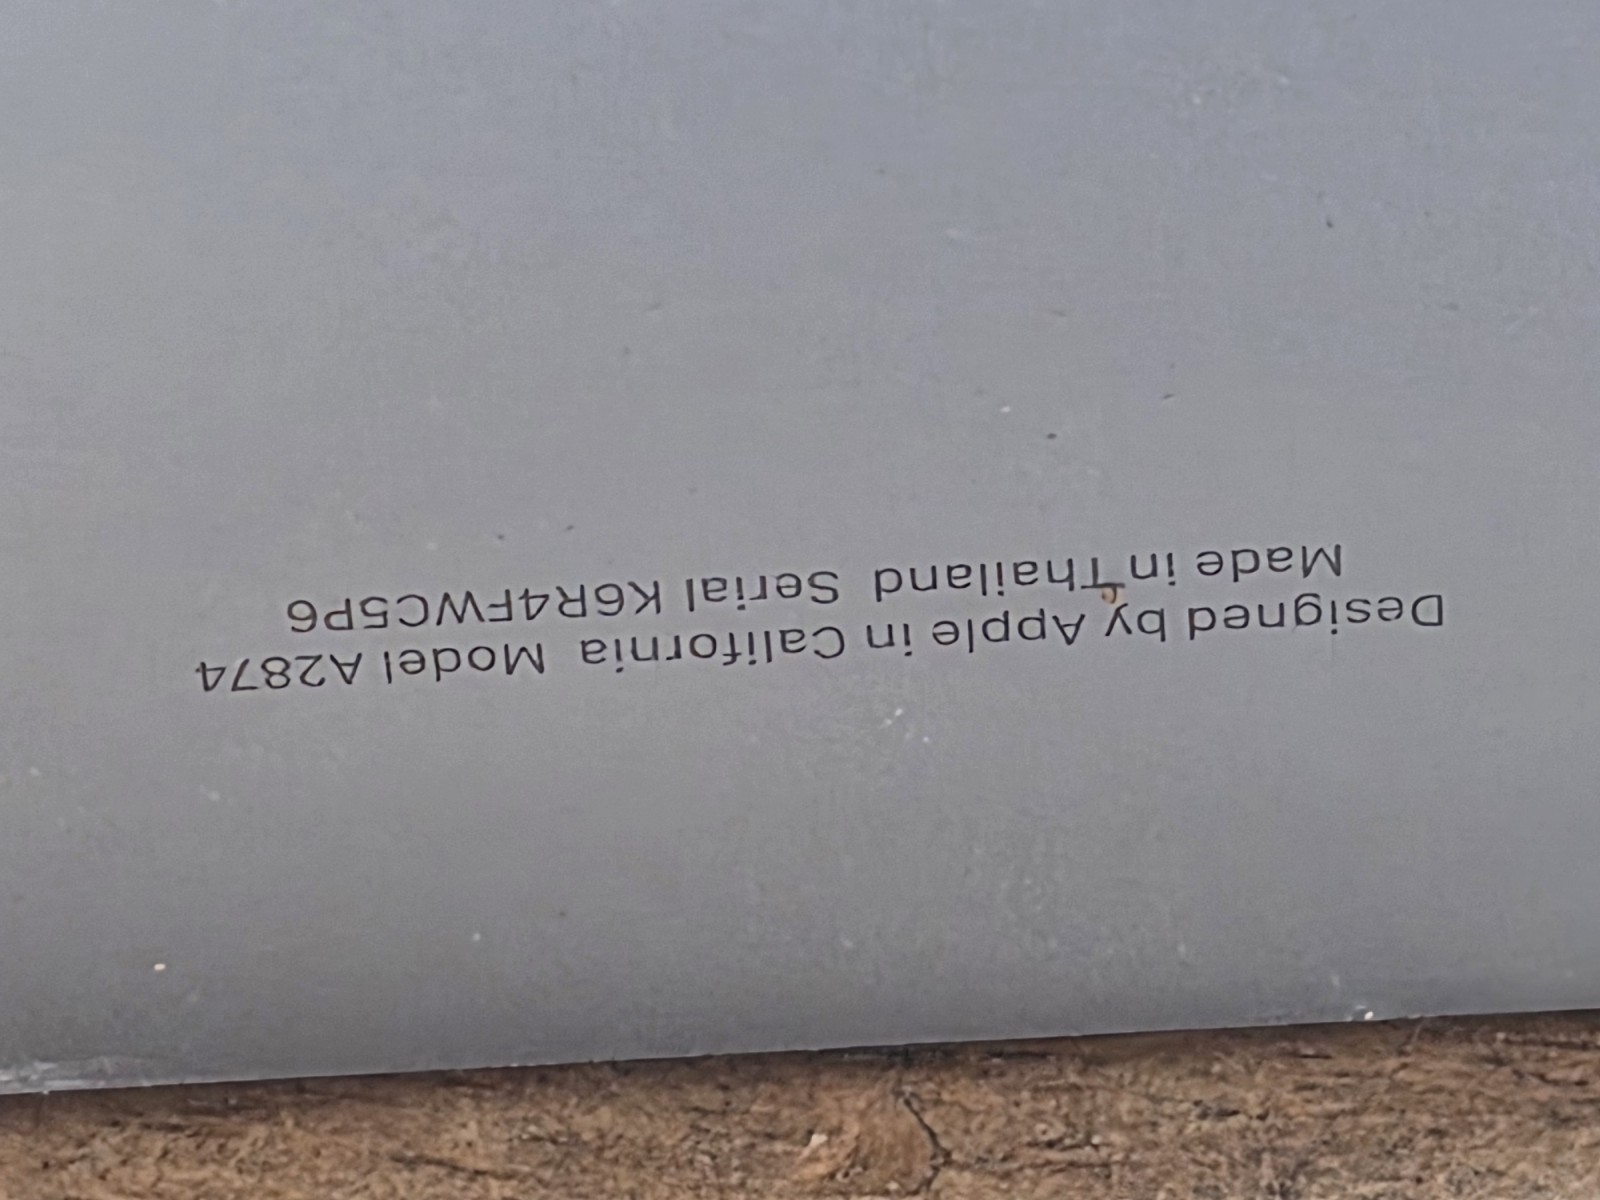 Designed by Apple in California Model A2874
Made in Thailand Serial K6R4FWC5P6